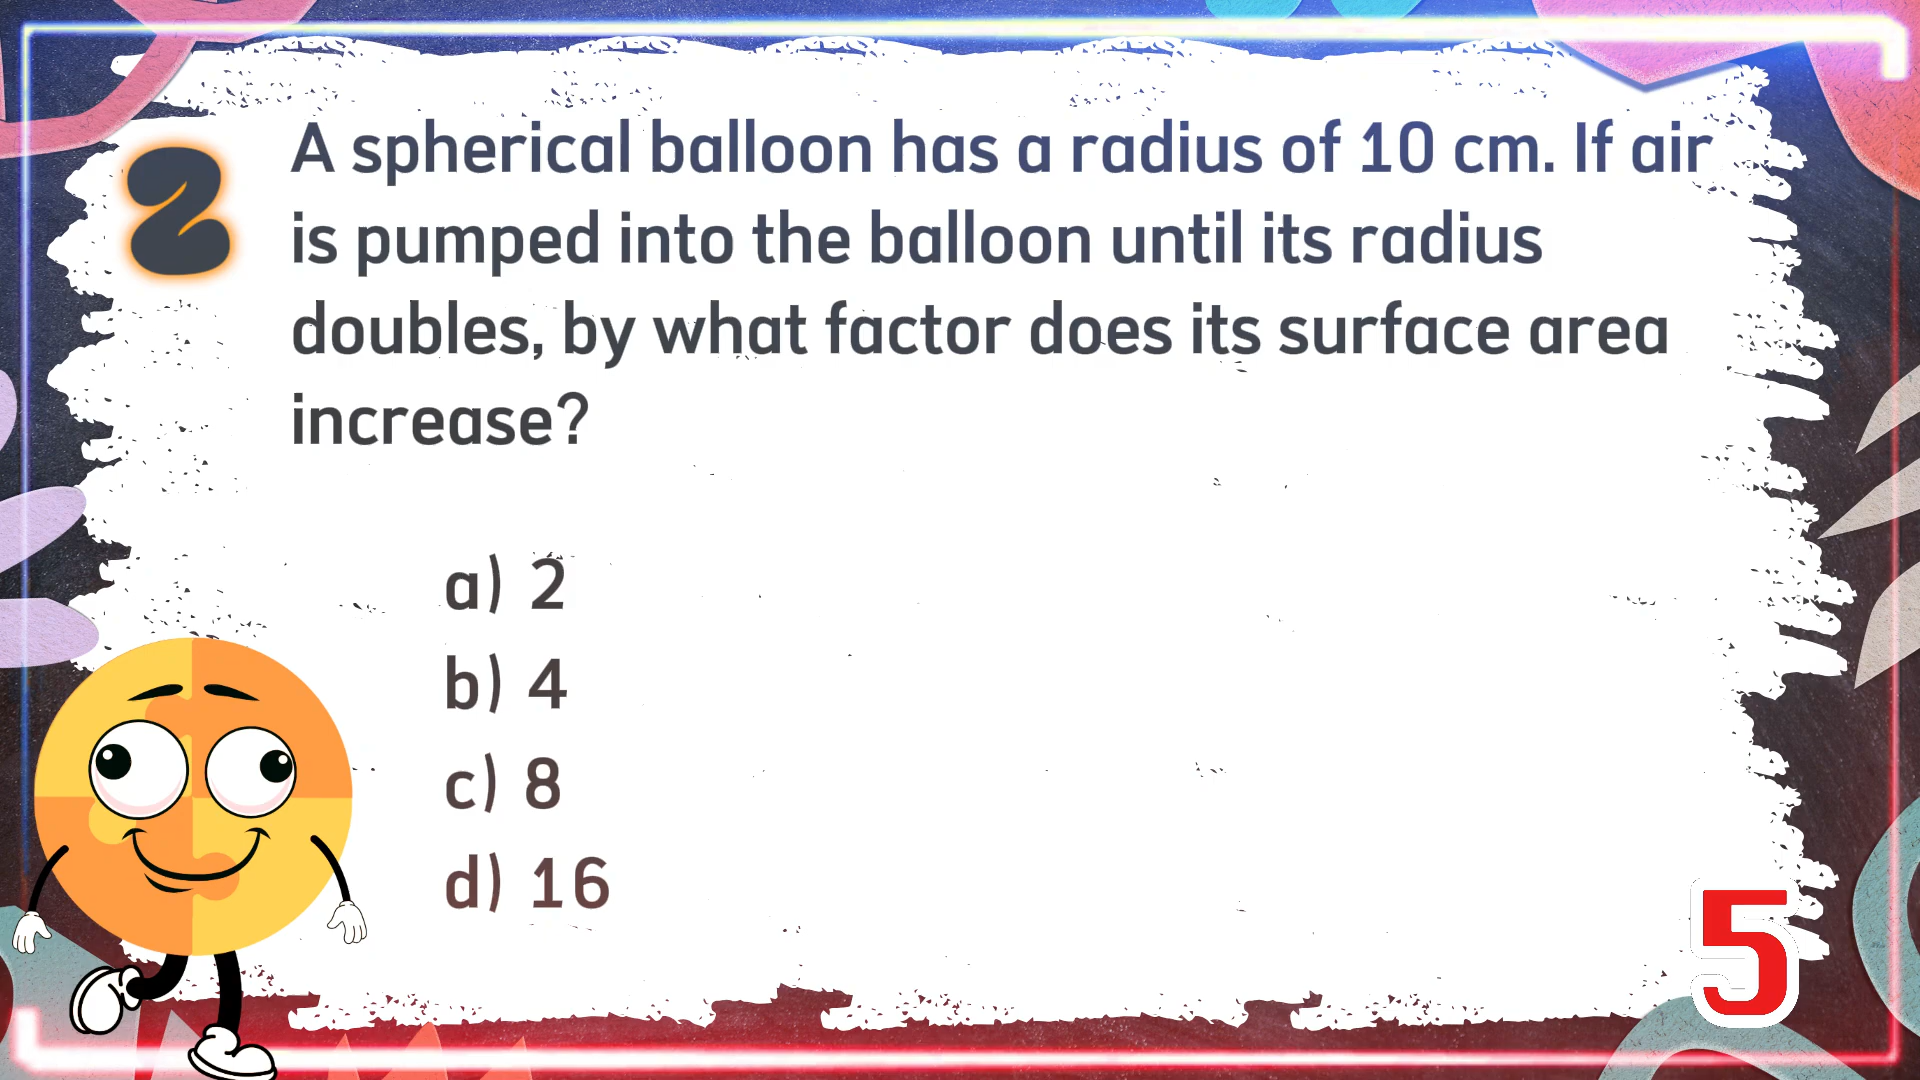 2
A spherical balloon has a radius of 10 cm. If air
is pumped into the balloon until its radius
doubles, by what factor does its surface area
increase?
a) 2
b) 4
c) 8
d) 16
5